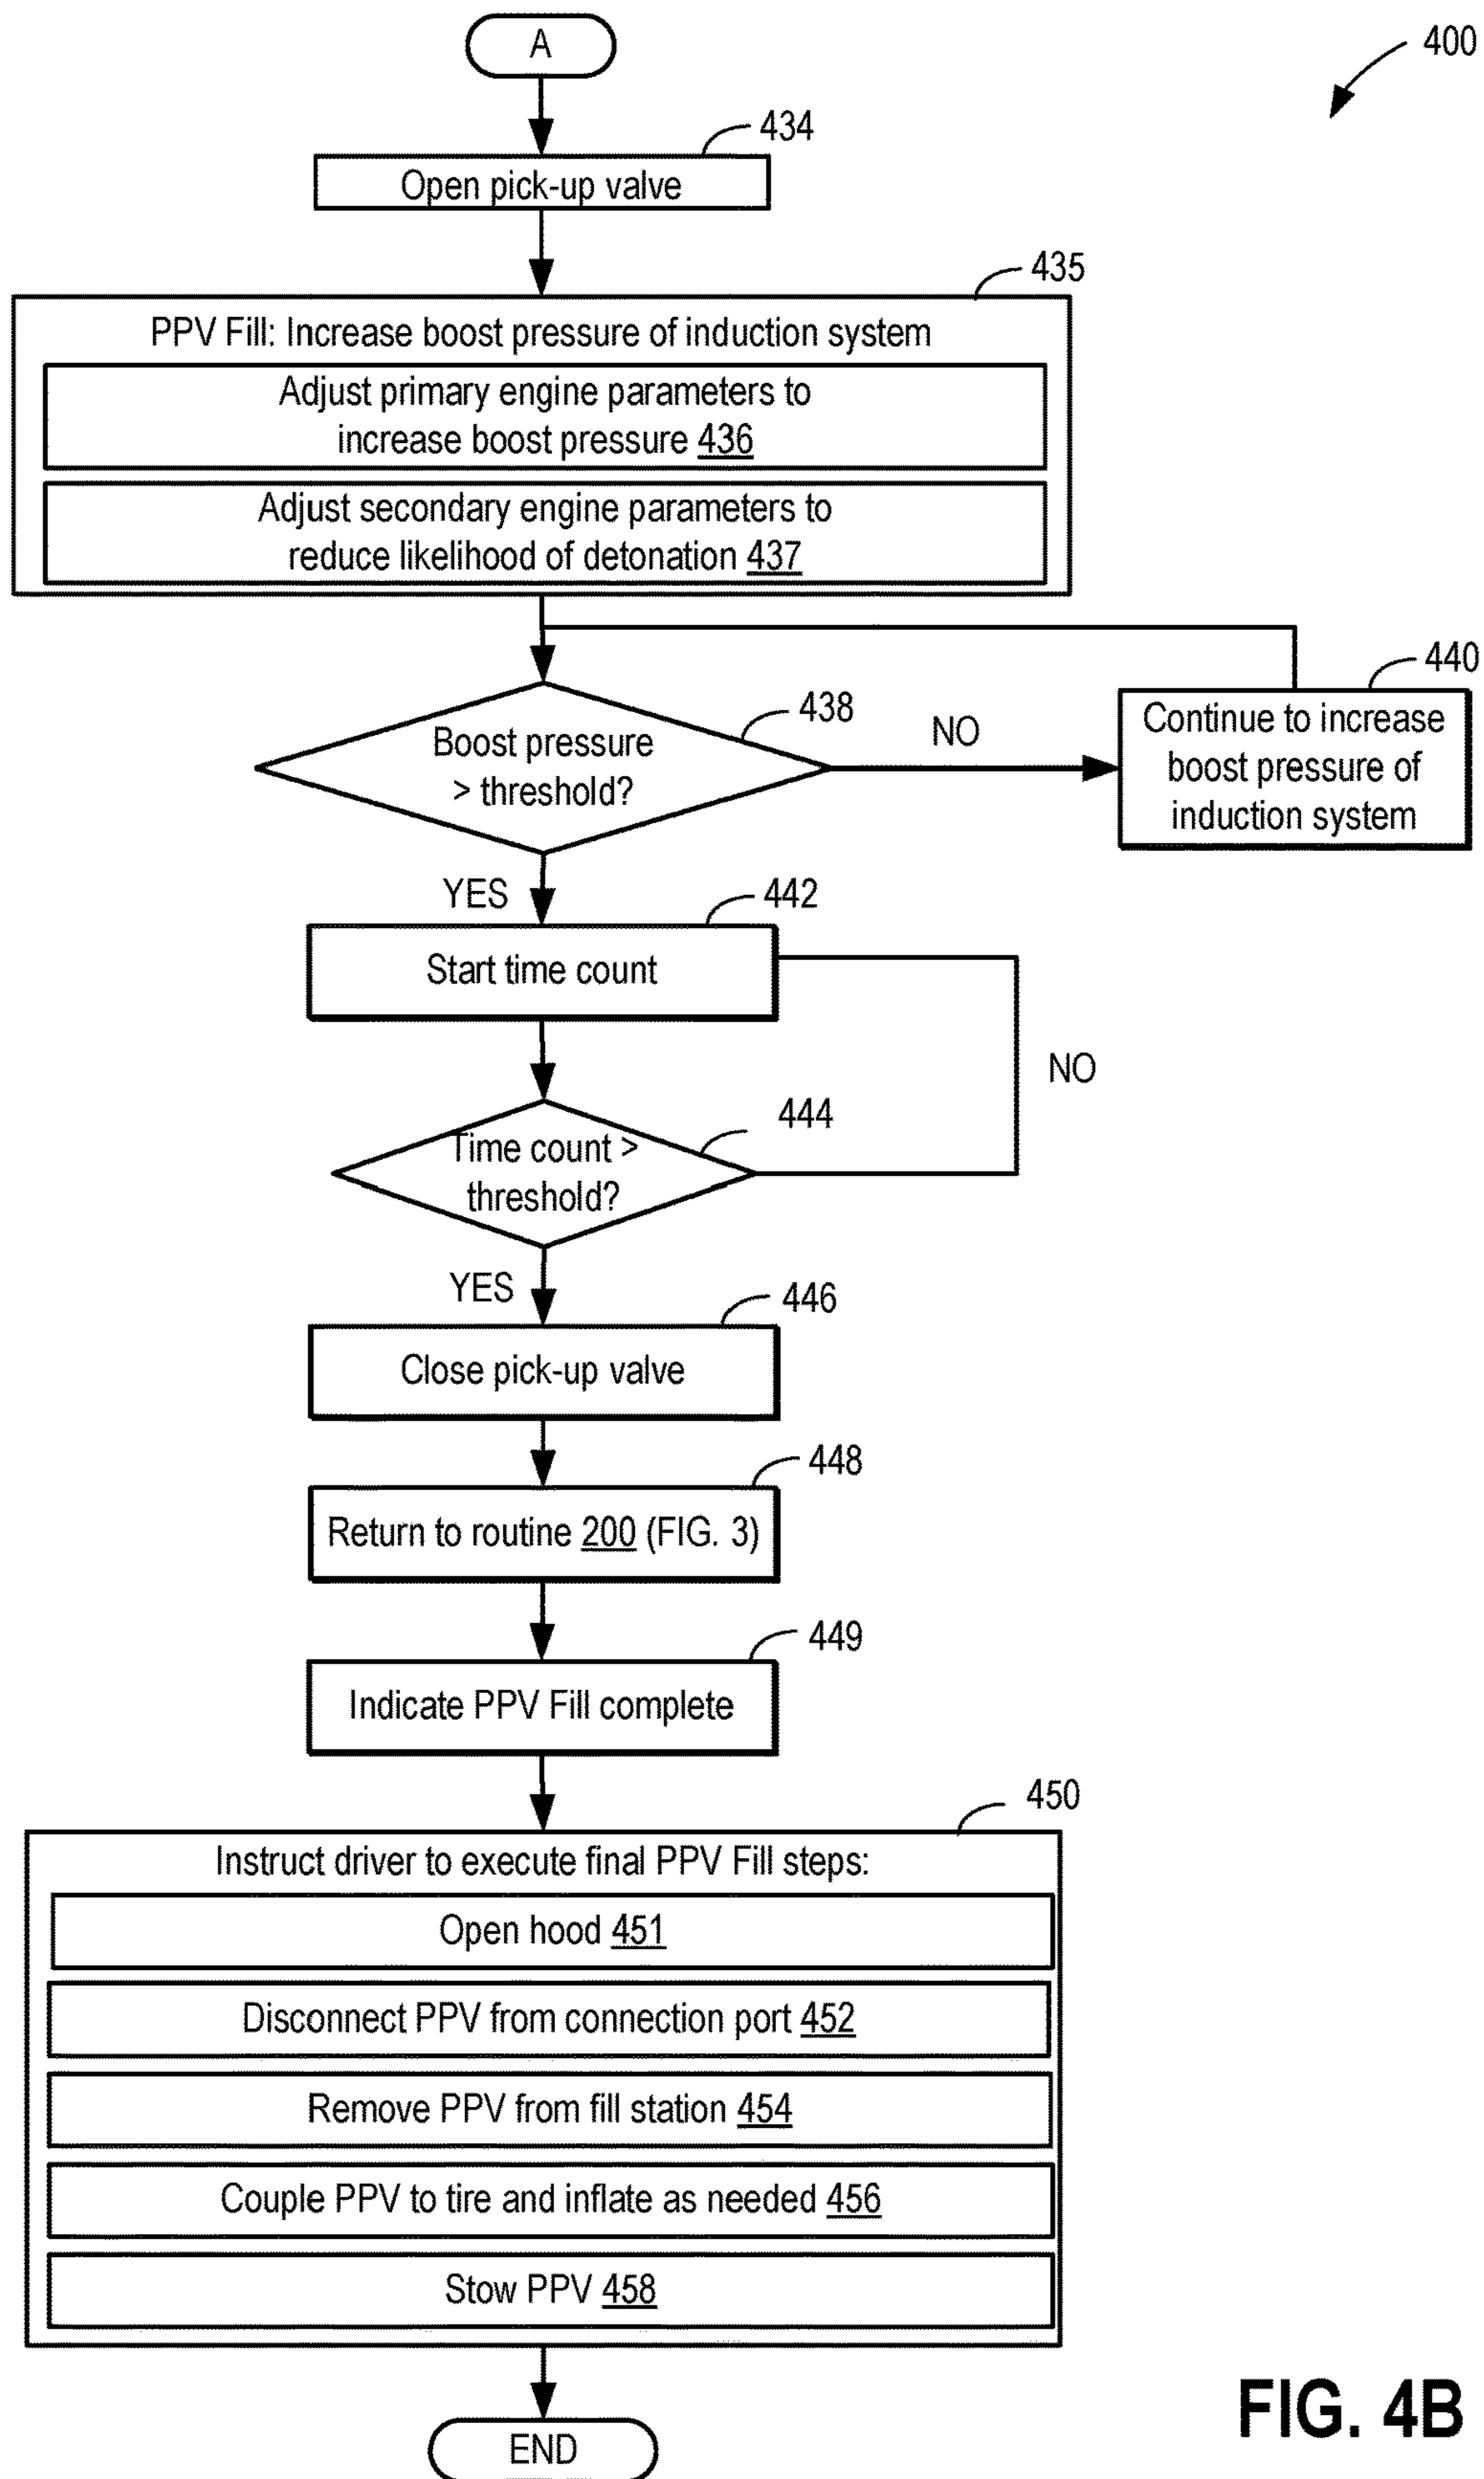 A
400
434
Open pick-up valve
435
PPV Fill: Increase boost pressure of induction system
Adjust primary engine parameters to
increase boost pressure 436
Adjust secondary engine parameters to
reduce likelihood of detonation 437
438
Boost pressure
> threshold?
NO
440
Continue to increase
boost pressure of
induction system
YES
442
Start time count
NO
444
Time count >
threshold?
YES
446
Close pick-up valve
448
Return to routine 200 (FIG. 3)
449
Indicate PPV Fill complete
450
Instruct driver to execute final PPV Fill steps:
Open hood 451
Disconnect PPV from connection port 452
Remove PPV from fill station 454
Couple PPV to tire and inflate as needed 456
Stow PPV 458
END
FIG. 4B